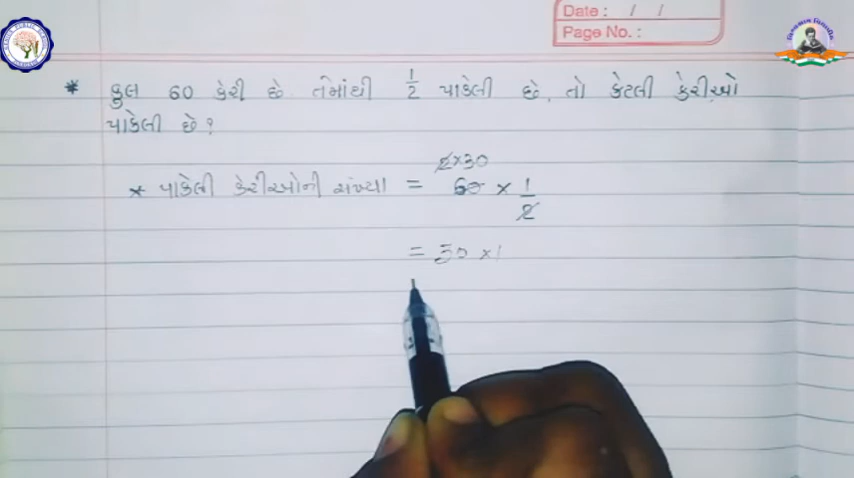 Date : / /
Page No. :
* કુલ 60 કેરી છે. તેમાંથી 1/2 પાકેલી છે, તો કેટલી કેરીઓ
પાકેલી છે?
2×30
* પાકેલી કેરીઓની સંખ્યા = 60 × 1/2
= 30 ×1